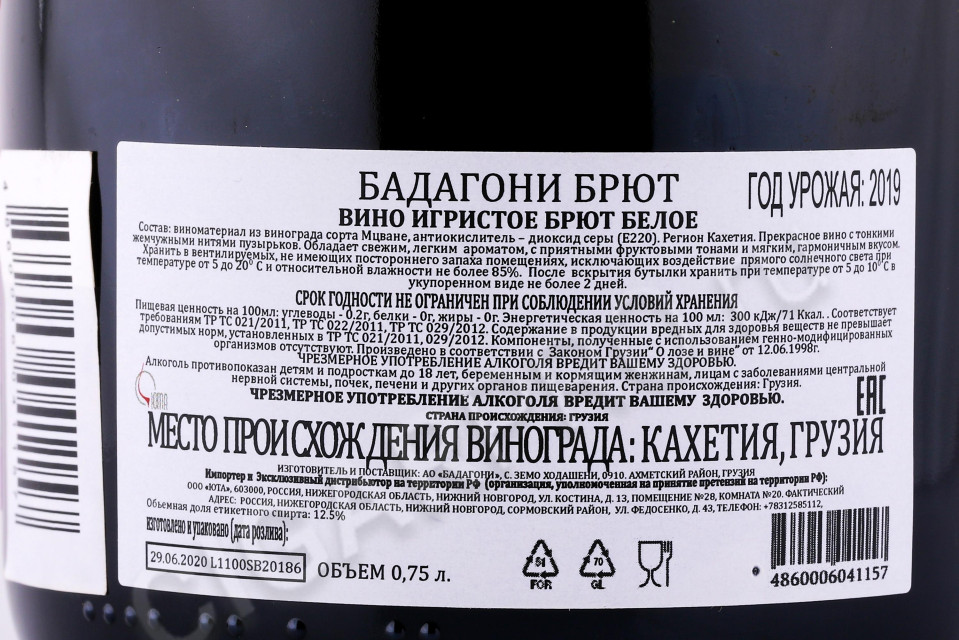 БАДАГОНИ БРЮТ
ГОД УРОЖАЯ: 2019
ВИНО ИГРИСТОЕ БРЮТ БЕЛОЕ
Состав: виноматериал из винограда сорта Мцване, антиокислитель – диоксид серы (Е220). Регион Кахетия. Прекрасное вино с тонкими
жемчужными нитями пузырьков. Обладает свежим, легким ароматом, с приятными фруктовыми тонами и мягким, гармоничным вкусом.
Хранить в вентилируемых, не имеющих постороннего запаха помещениях, исключающих воздействие прямого солнечного света при
температуре от 5 до 20° С и относительной влажности не более 85%. После вскрытия бутылки хранить при температуре от 5 до 10° С в
укупоренном виде не более 2 дней.
СРОК ГОДНОСТИ НЕ ОГРАНИЧЕН ПРИ СОБЛЮДЕНИИ УСЛОВИЙ ХРАНЕНИЯ
Пищевая ценность на 100мл: углеводы - 0.2г, белки - 0г, жиры - 0г. Энергетическая ценность на 100 мл: 300 кДж/71 Ккал. . Соответствует
требованиям ТР ТС 021/2011, ТР ТС 022/2011, ТР ТС 029/2012. Содержание в продукции вредных для здоровья веществ не превышает
допустимых норм, установленных в ТР ТС 021/2011, 029/2012. Компоненты, полученные с использованием генно-модифицированных
организмов отсутствуют. Произведено в соответствии с Законом Грузии" О лозе и вине" от 12.06.1998г.
ЧРЕЗМЕРНОЕ УПОТРЕБЛЕНИЕ АЛКОГОЛЯ ВРЕДИТ ВАШЕМУ ЗДОРОВЬЮ.
Алкоголь противопоказан детям и подросткам до 18 лет, беременным и кормящим женжинам, лицам с заболеваниями центральной
нервной системы, почек, печени и других органов пищеварения. Страна происхождения: Грузия.
ЧРЕЗМЕРНОЕ УПОТРЕБЛЕНИЕ АЛКОГОЛЯ ВРЕДИТ ВАШЕМУ ЗДОРОВЬЮ.
ЕАС
СТРАНА ПРОИСХОЖДЕНИЯ: ГРУЗИЯ
МЕСТО ПРОИСХОЖДЕНИЯ ВИНОГРАДА: КАХЕТИЯ, ГРУЗИЯ
ИЗГОТОВИТЕЛЬ И ПОСТАВЩИК: АО «БАДАГОНИ», С. ЗЕМО ХОДАШЕНИ, 0910. АХМЕТСКИЙ РАЙОН, ГРУЗИЯ
Импортер и Эксклюзивный дистрибьютор на территории РФ (организация, уполномоченная на принятие претензий на территории РФ):
ООО «ЮТА», 603000, РОССИЯ, НИЖЕГОРОДСКАЯ ОБЛАСТЬ, НИЖНИЙ НОВГОРОД, УЛ. КОСТИНА, Д. 13, ПОМЕЩЕНИЕ №28, КОМНАТА №20. ФАКТИЧЕСКИЙ
АДРЕС: РОССИЯ, НИЖЕГОРОДСКАЯ ОБЛАСТЬ, НИЖНИЙ НОВГОРОД, СОРМОВСКИЙ РАЙОН, УЛ. ФЕДОСЕНКО, Д. 43, ТЕЛЕФОН: +78312585112,
Объемная доля етикетного спирта: 12.5%
изготовлено и упаковано (дата розлива):
29.06.2020 L1100SB20186
ОБЪЕМ 0,75 л.
81
FOR
70
GL
4860006041157